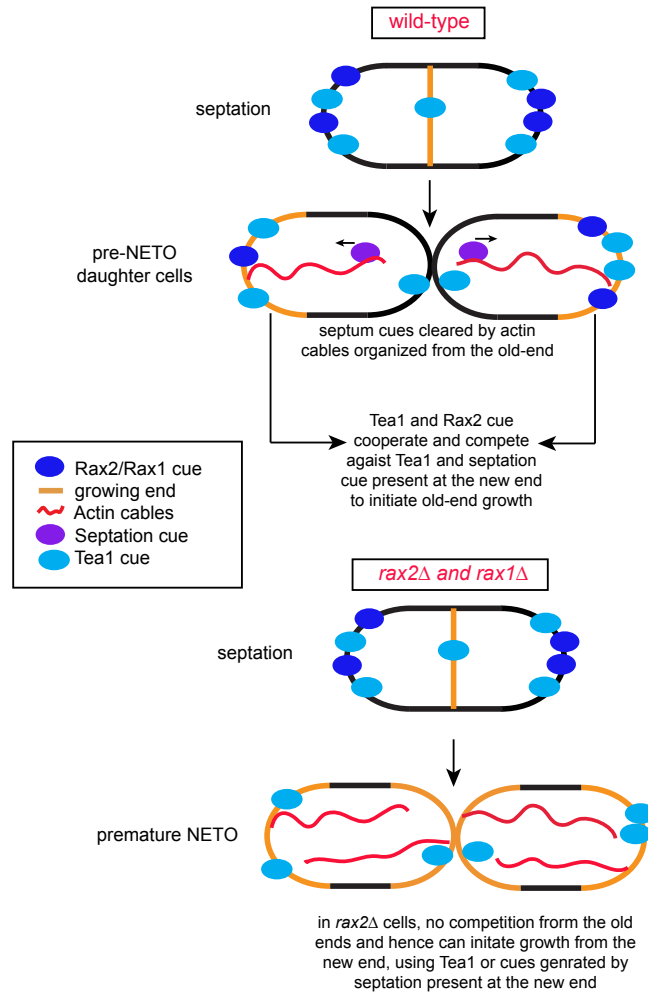 wild-type
septation
pre-NETO
daughter cells
septum cues cleared by actin
cables organized from the old-end
Tea1 and Rax2 cue
cooperate and compete
agaist Tea1 and septation
cue present at the new end
to initiate old-end growth
Rax2/Rax1 cue
growing end
Actin cables
Septation cue
Tea1 cue
rax2Δ and rax1Δ
septation
premature NETO
in rax2Δ cells, no competition frorm the old
ends and hence can initate growth from the
new end, using Tea1 or cues genrated by
septation present at the new end